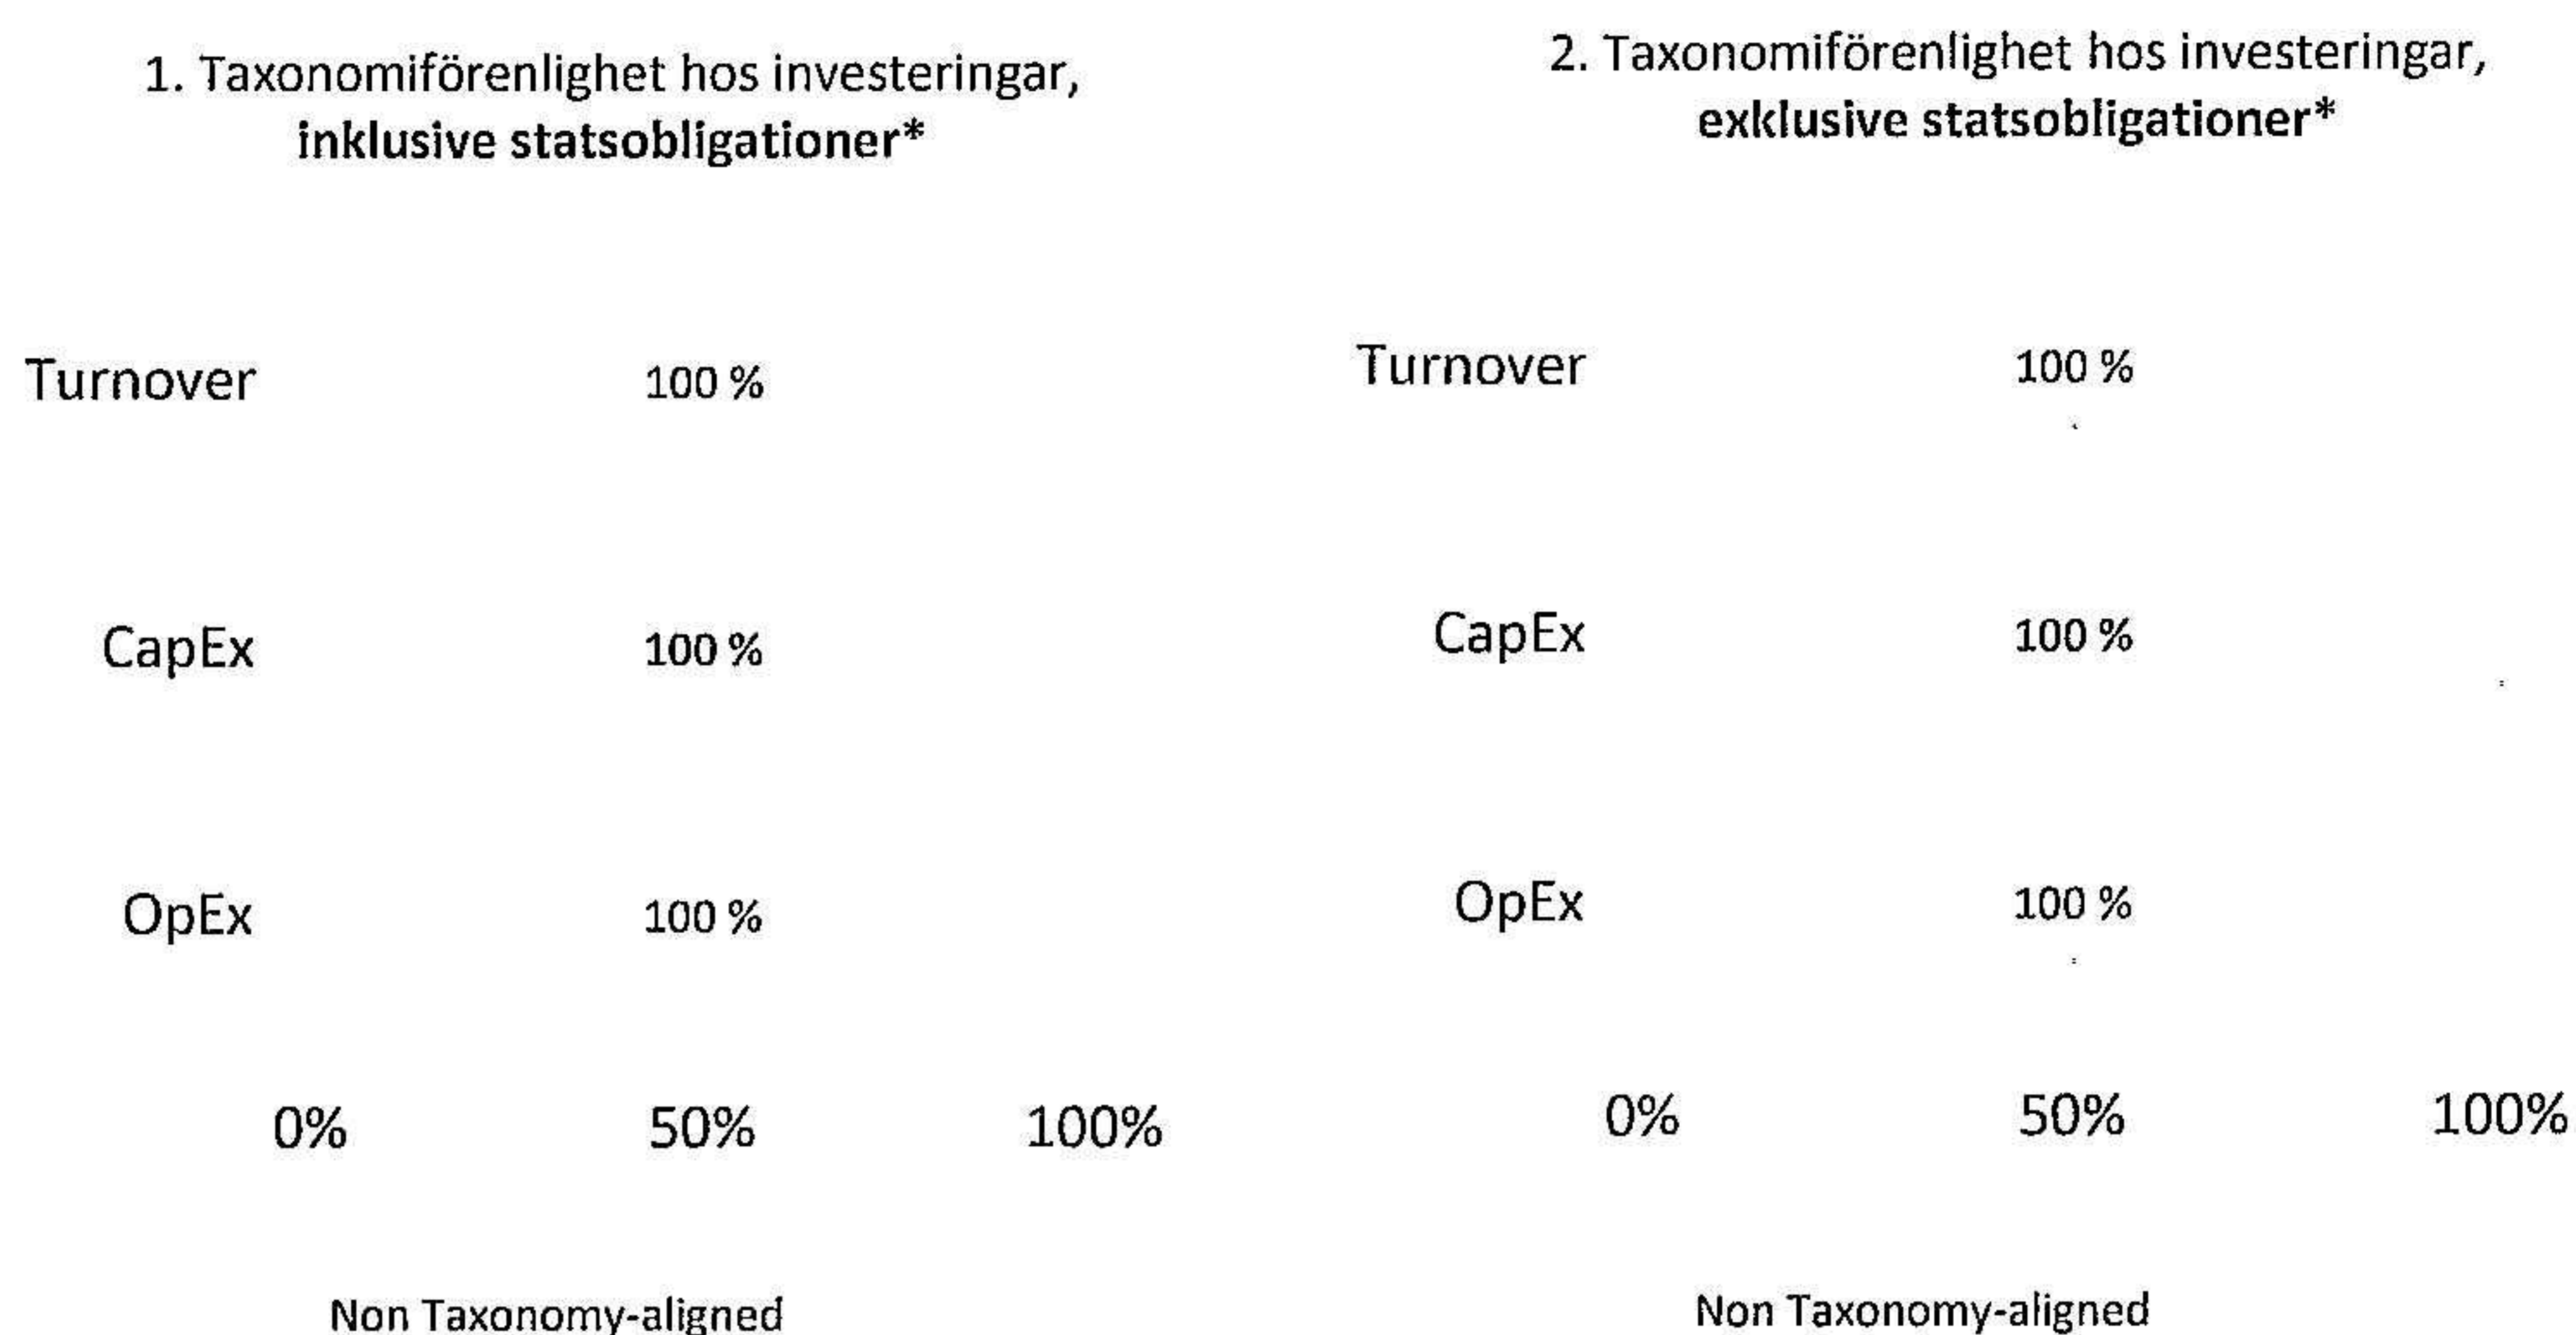 1. Taxonomiförenlighet hos investeringar,
inklusive statsobligationer*
Turnover 100 %
CapEx 100 %
OpEx 100 %
0% 50% 100%
Non Taxonomy-aligned
2. Taxonomiförenlighet hos investeringar,
exklusive statsobligationer*
Turnover 100 %
CapEx 100 %
OpEx 100 %
0% 50% 100%
Non Taxonomy-aligned